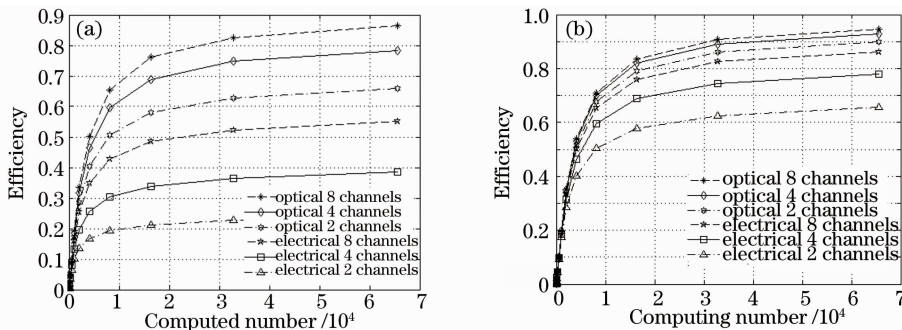 (a)
0.9
0.8
0.7
0.6
0.5
0.4
0.3
0.2
0.1
0
Efficiency
optical 8 channels
optical 4 channels
optical 2 channels
electrical 8 channels
electrical 4 channels
electrical 2 channels
0 1 2 3 4 5 6 7
Computed number /10⁴
(b)
1.0
0.8
0.6
0.4
0.2
0
Efficiency
optical 8 channels
optical 4 channels
optical 2 channels
electrical 8 channels
electrical 4 channels
electrical 2 channels
0 1 2 3 4 5 6 7
Computing number /10⁴